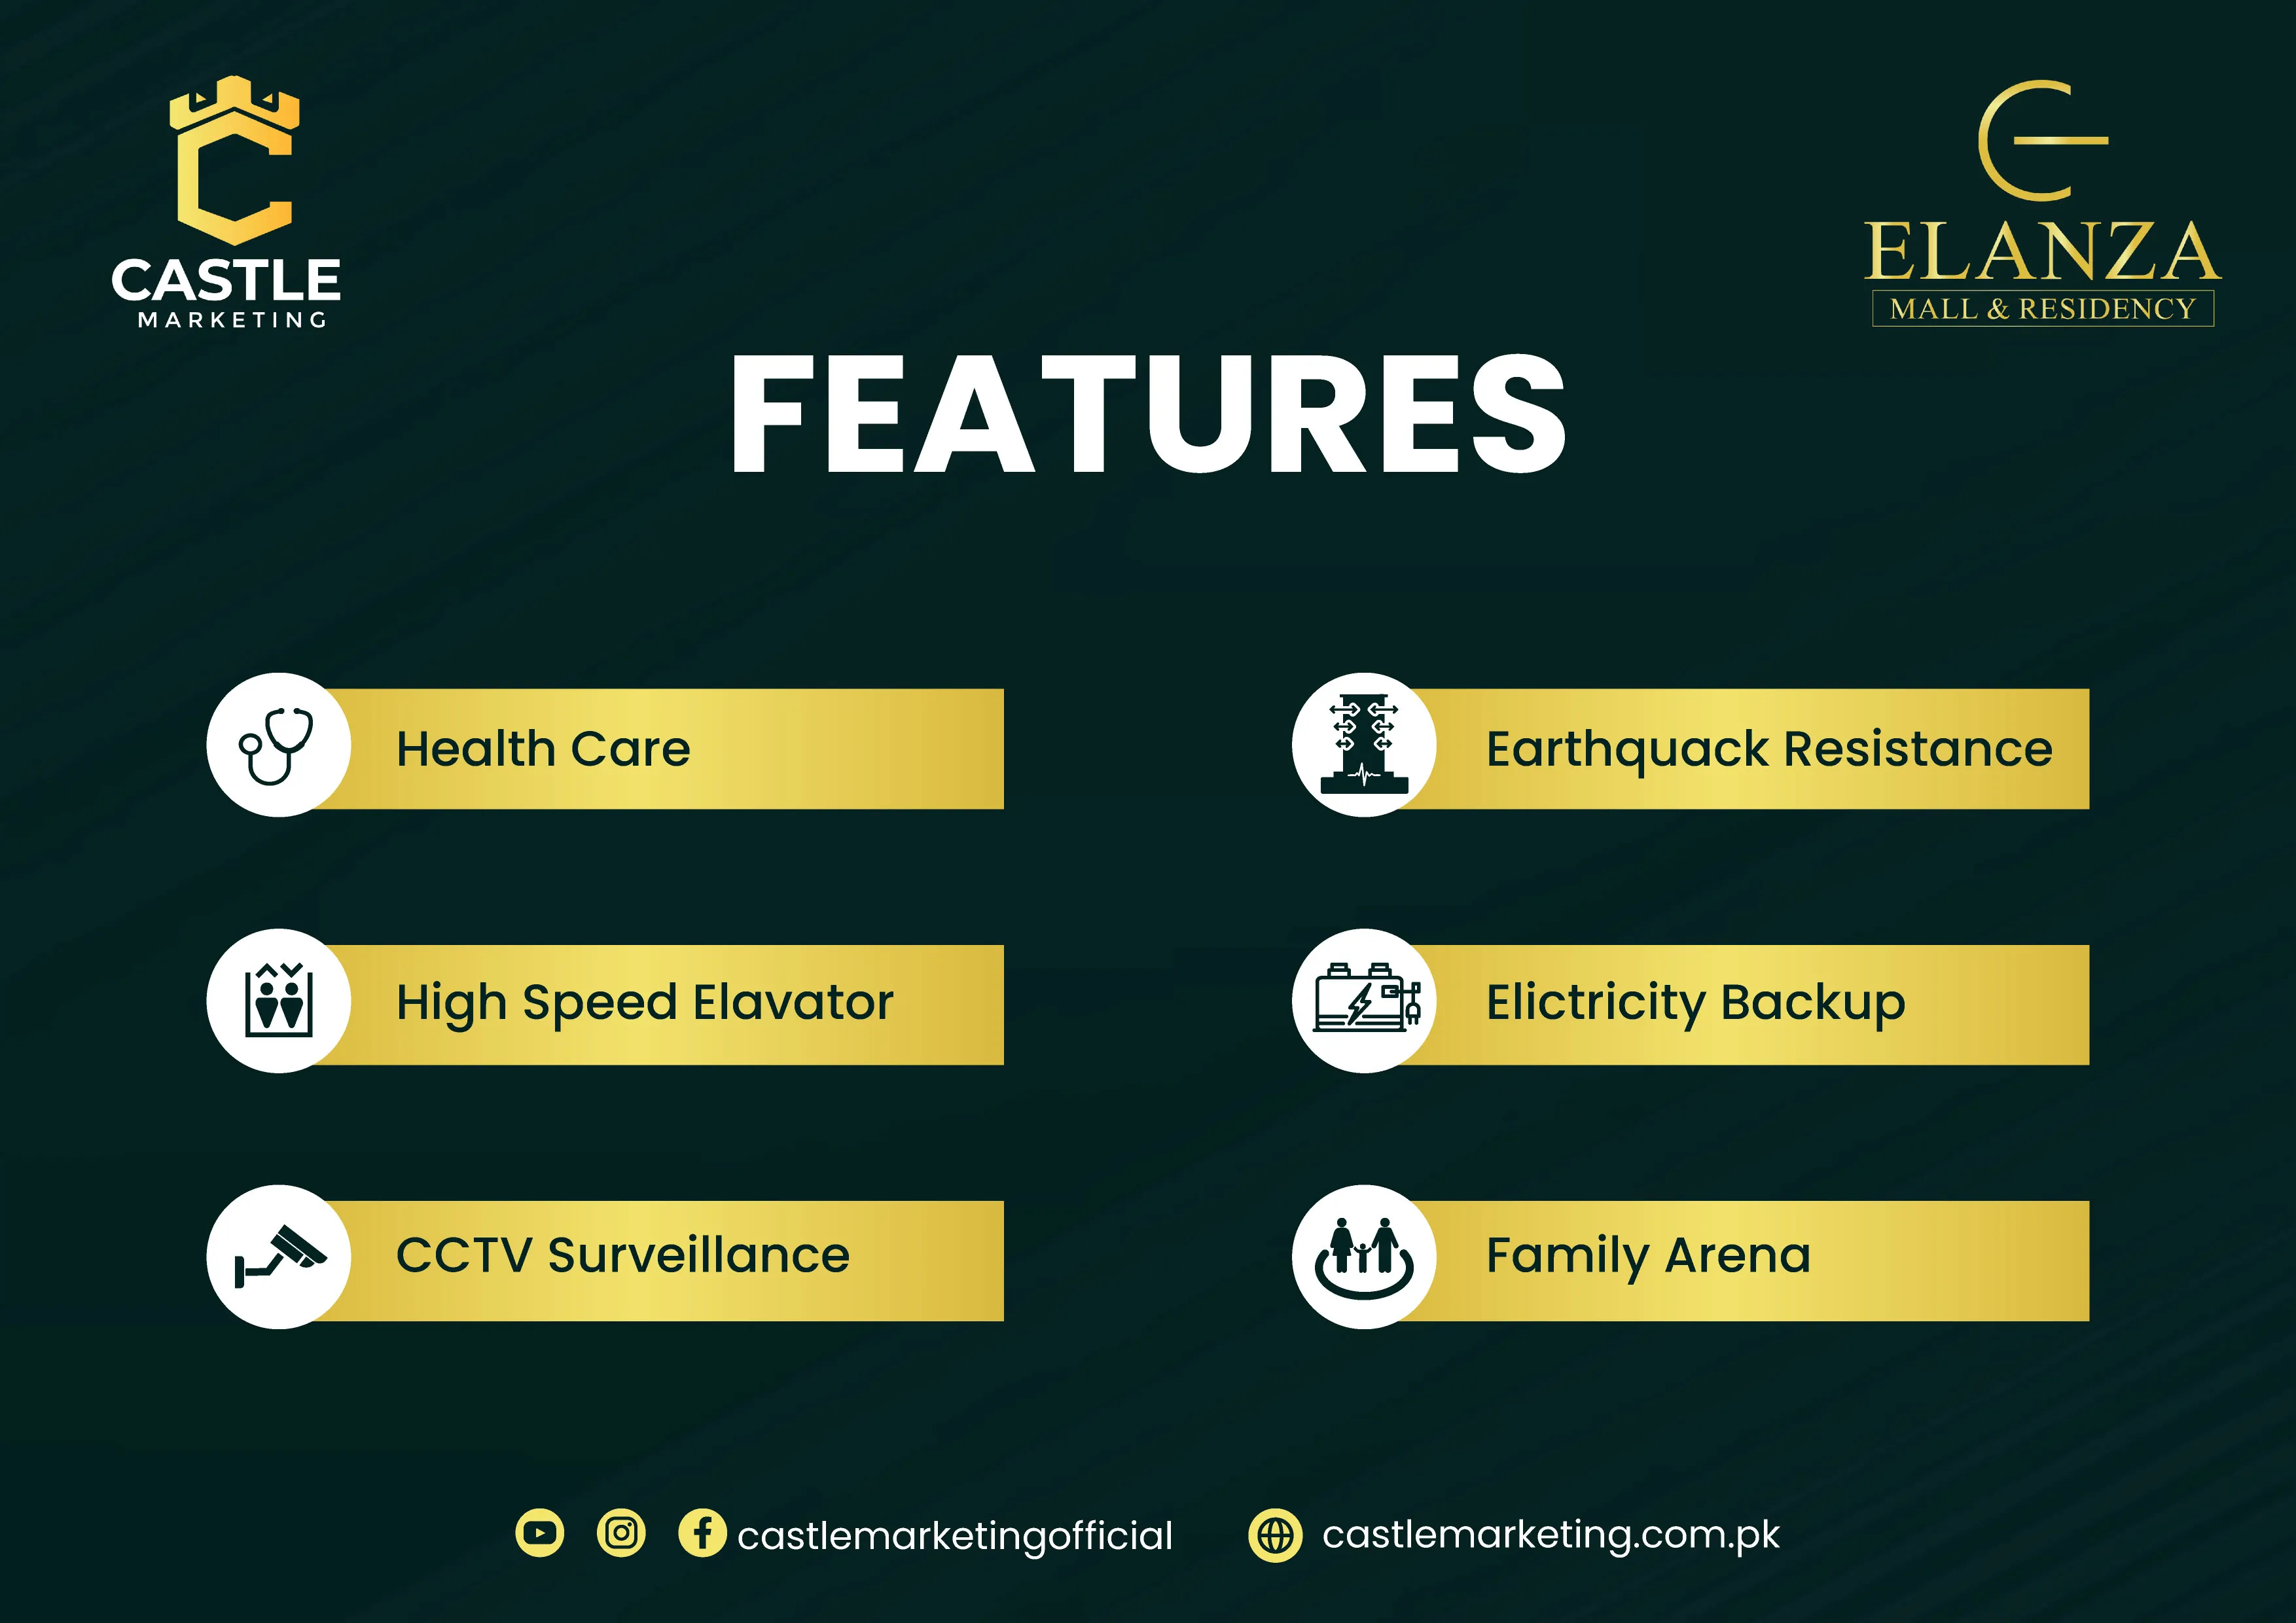 CASTLE
MARKETING
ELANZA
MALL & RESIDENCY
FEATURES
Health Care
Earthquack Resistance
High Speed Elavator
Elictricity Backup
CCTV Surveillance
Family Arena
castlemarketingofficial
castlemarketing.com.pk